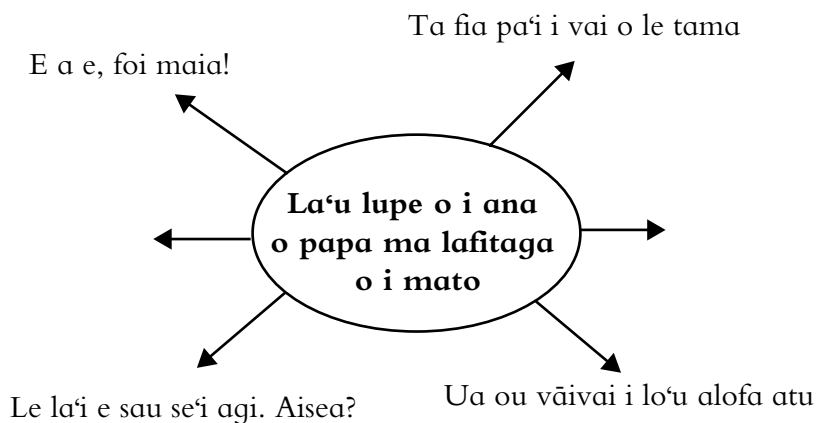 Ta fia pa‘i i vai o le tama
E a e, foi maia!
La‘u lupe o i ana
o papa ma lafitaga
o i mato
Le la‘i e sau se‘i agi. Aisea?
Ua ou vāivai i lo‘u alofa atu